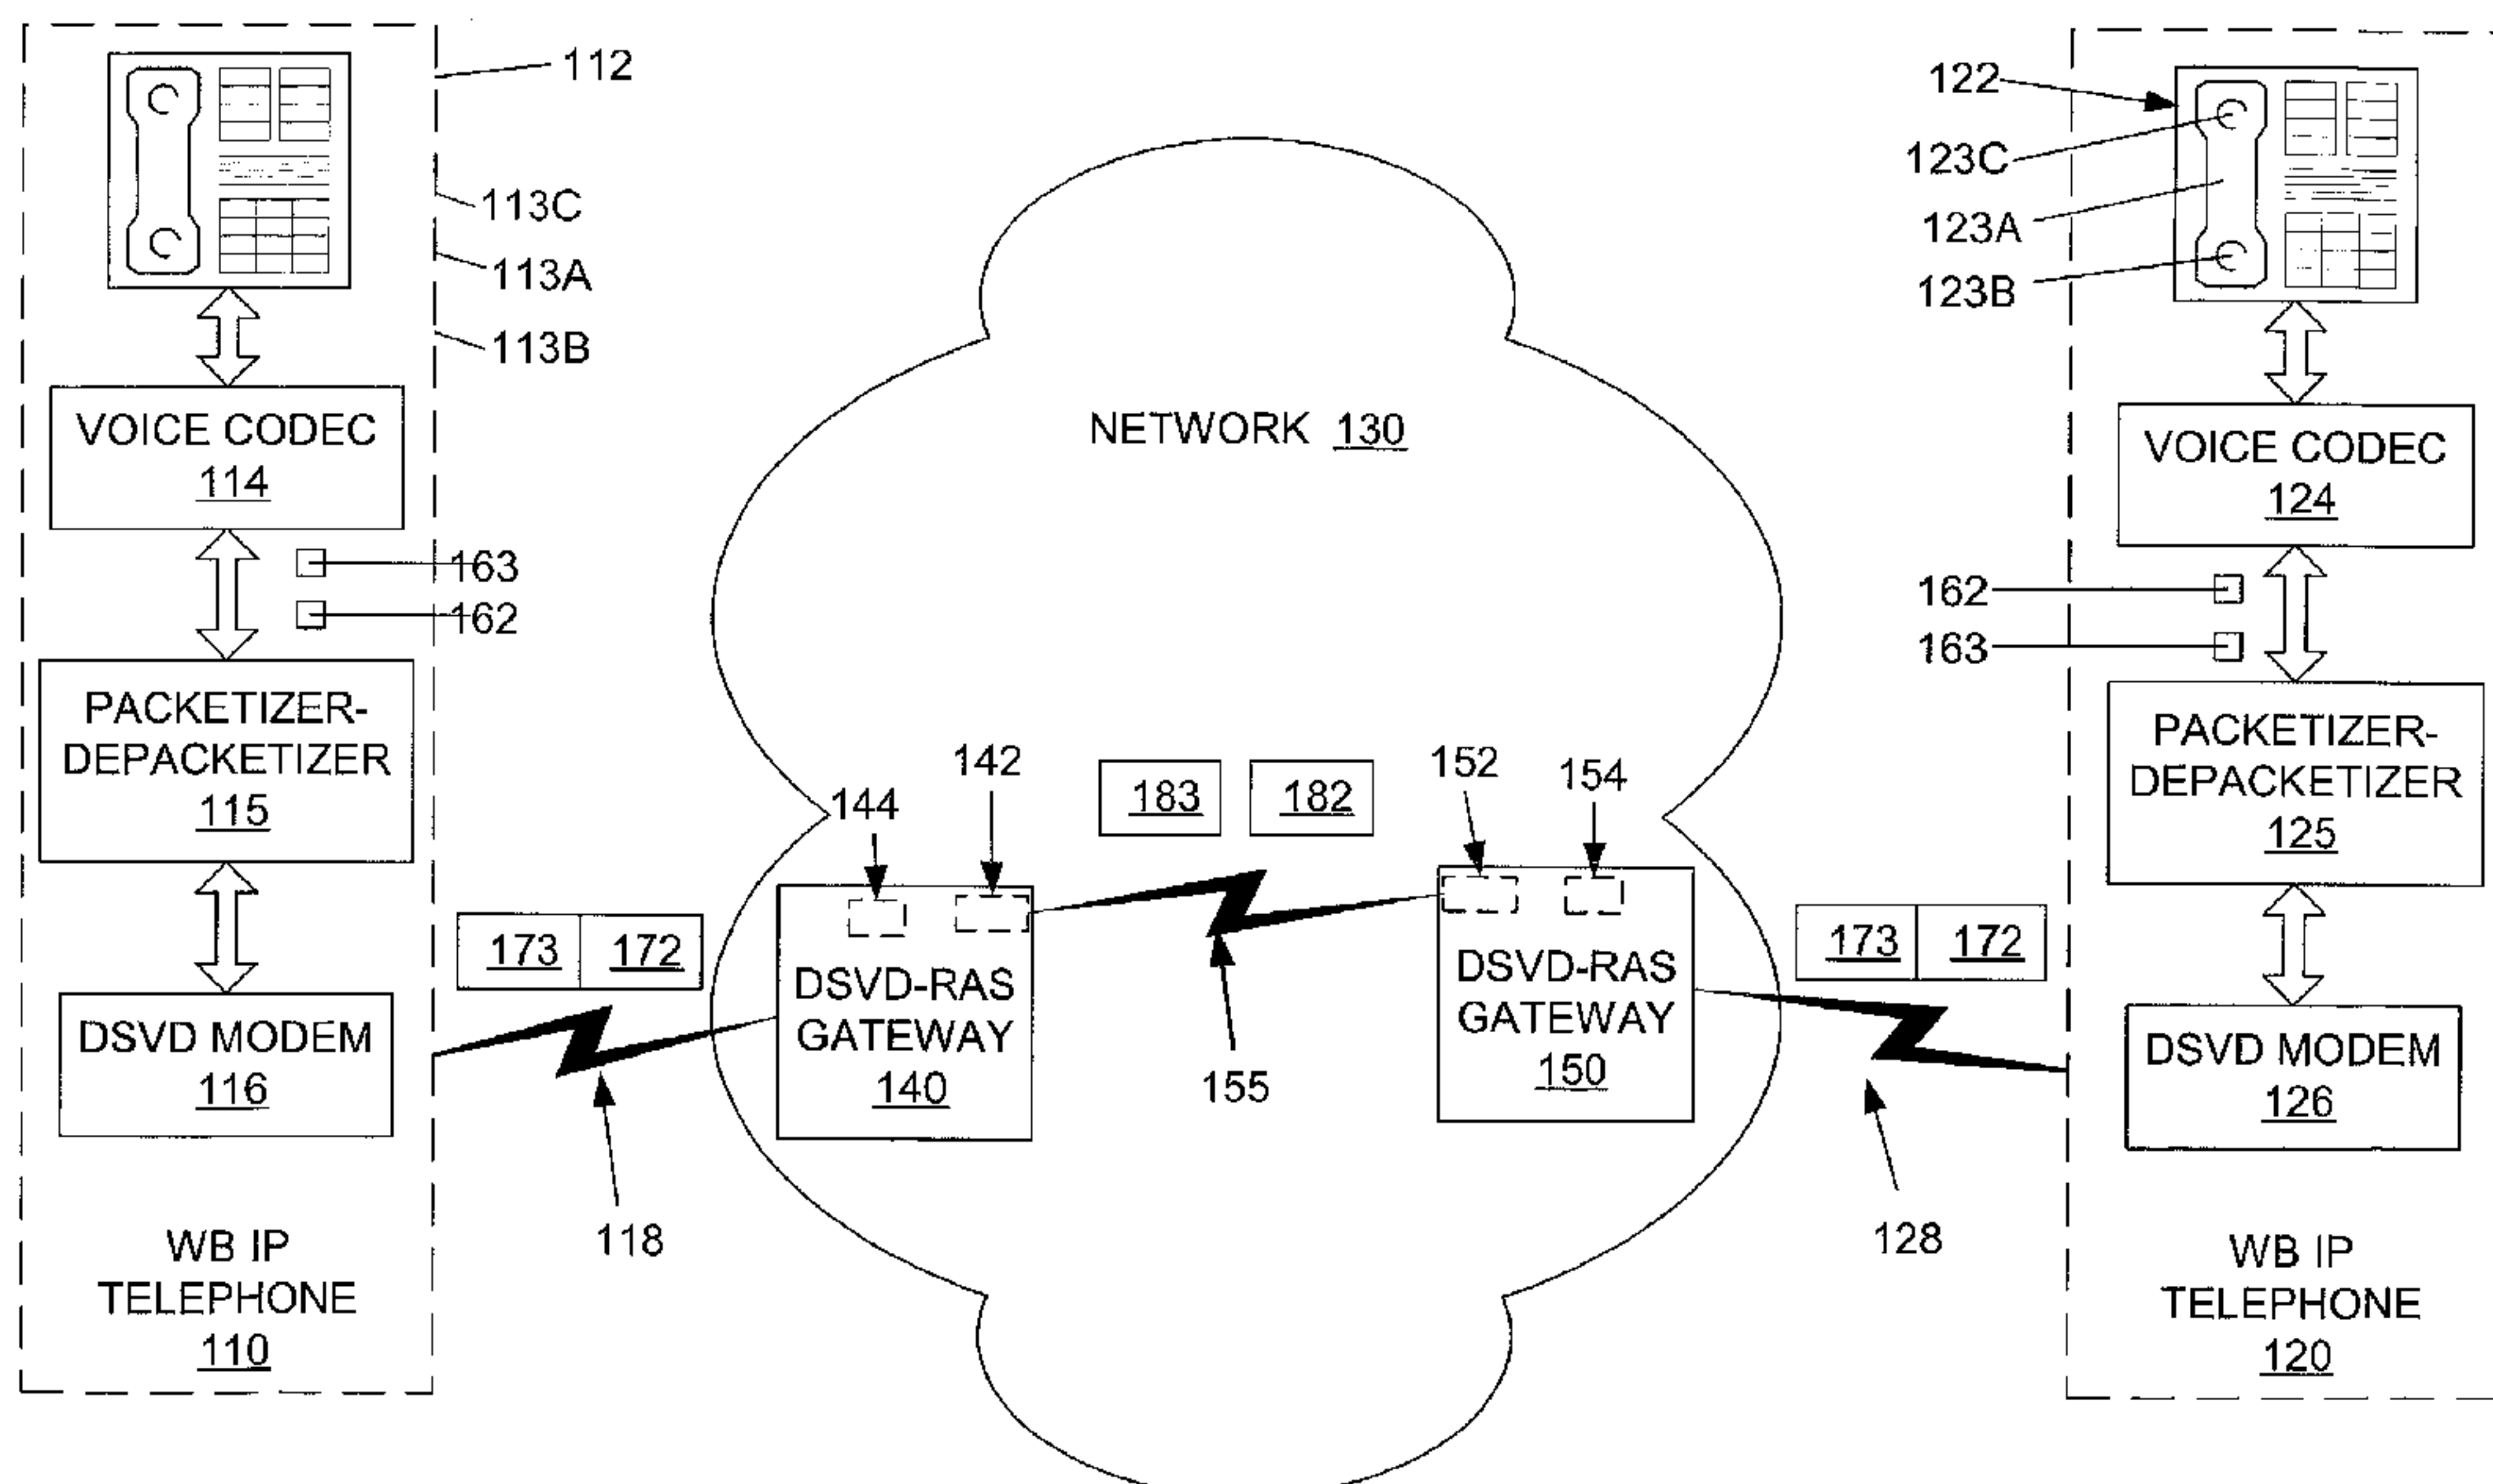 112
113C
113A
113B
VOICE CODEC
114
163
162
PACKETIZER-
DEPACKETIZER
115
DSVD MODEM
116
WB IP
TELEPHONE
110
173 172
118
NETWORK 130
144
142
183
182
152
154
DSVD-RAS
GATEWAY
140
155
DSVD-RAS
GATEWAY
150
173 172
128
122
123C
123A
123B
VOICE CODEC
124
162
163
PACKETIZER-
DEPACKETIZER
125
DSVD MODEM
126
WB IP
TELEPHONE
120